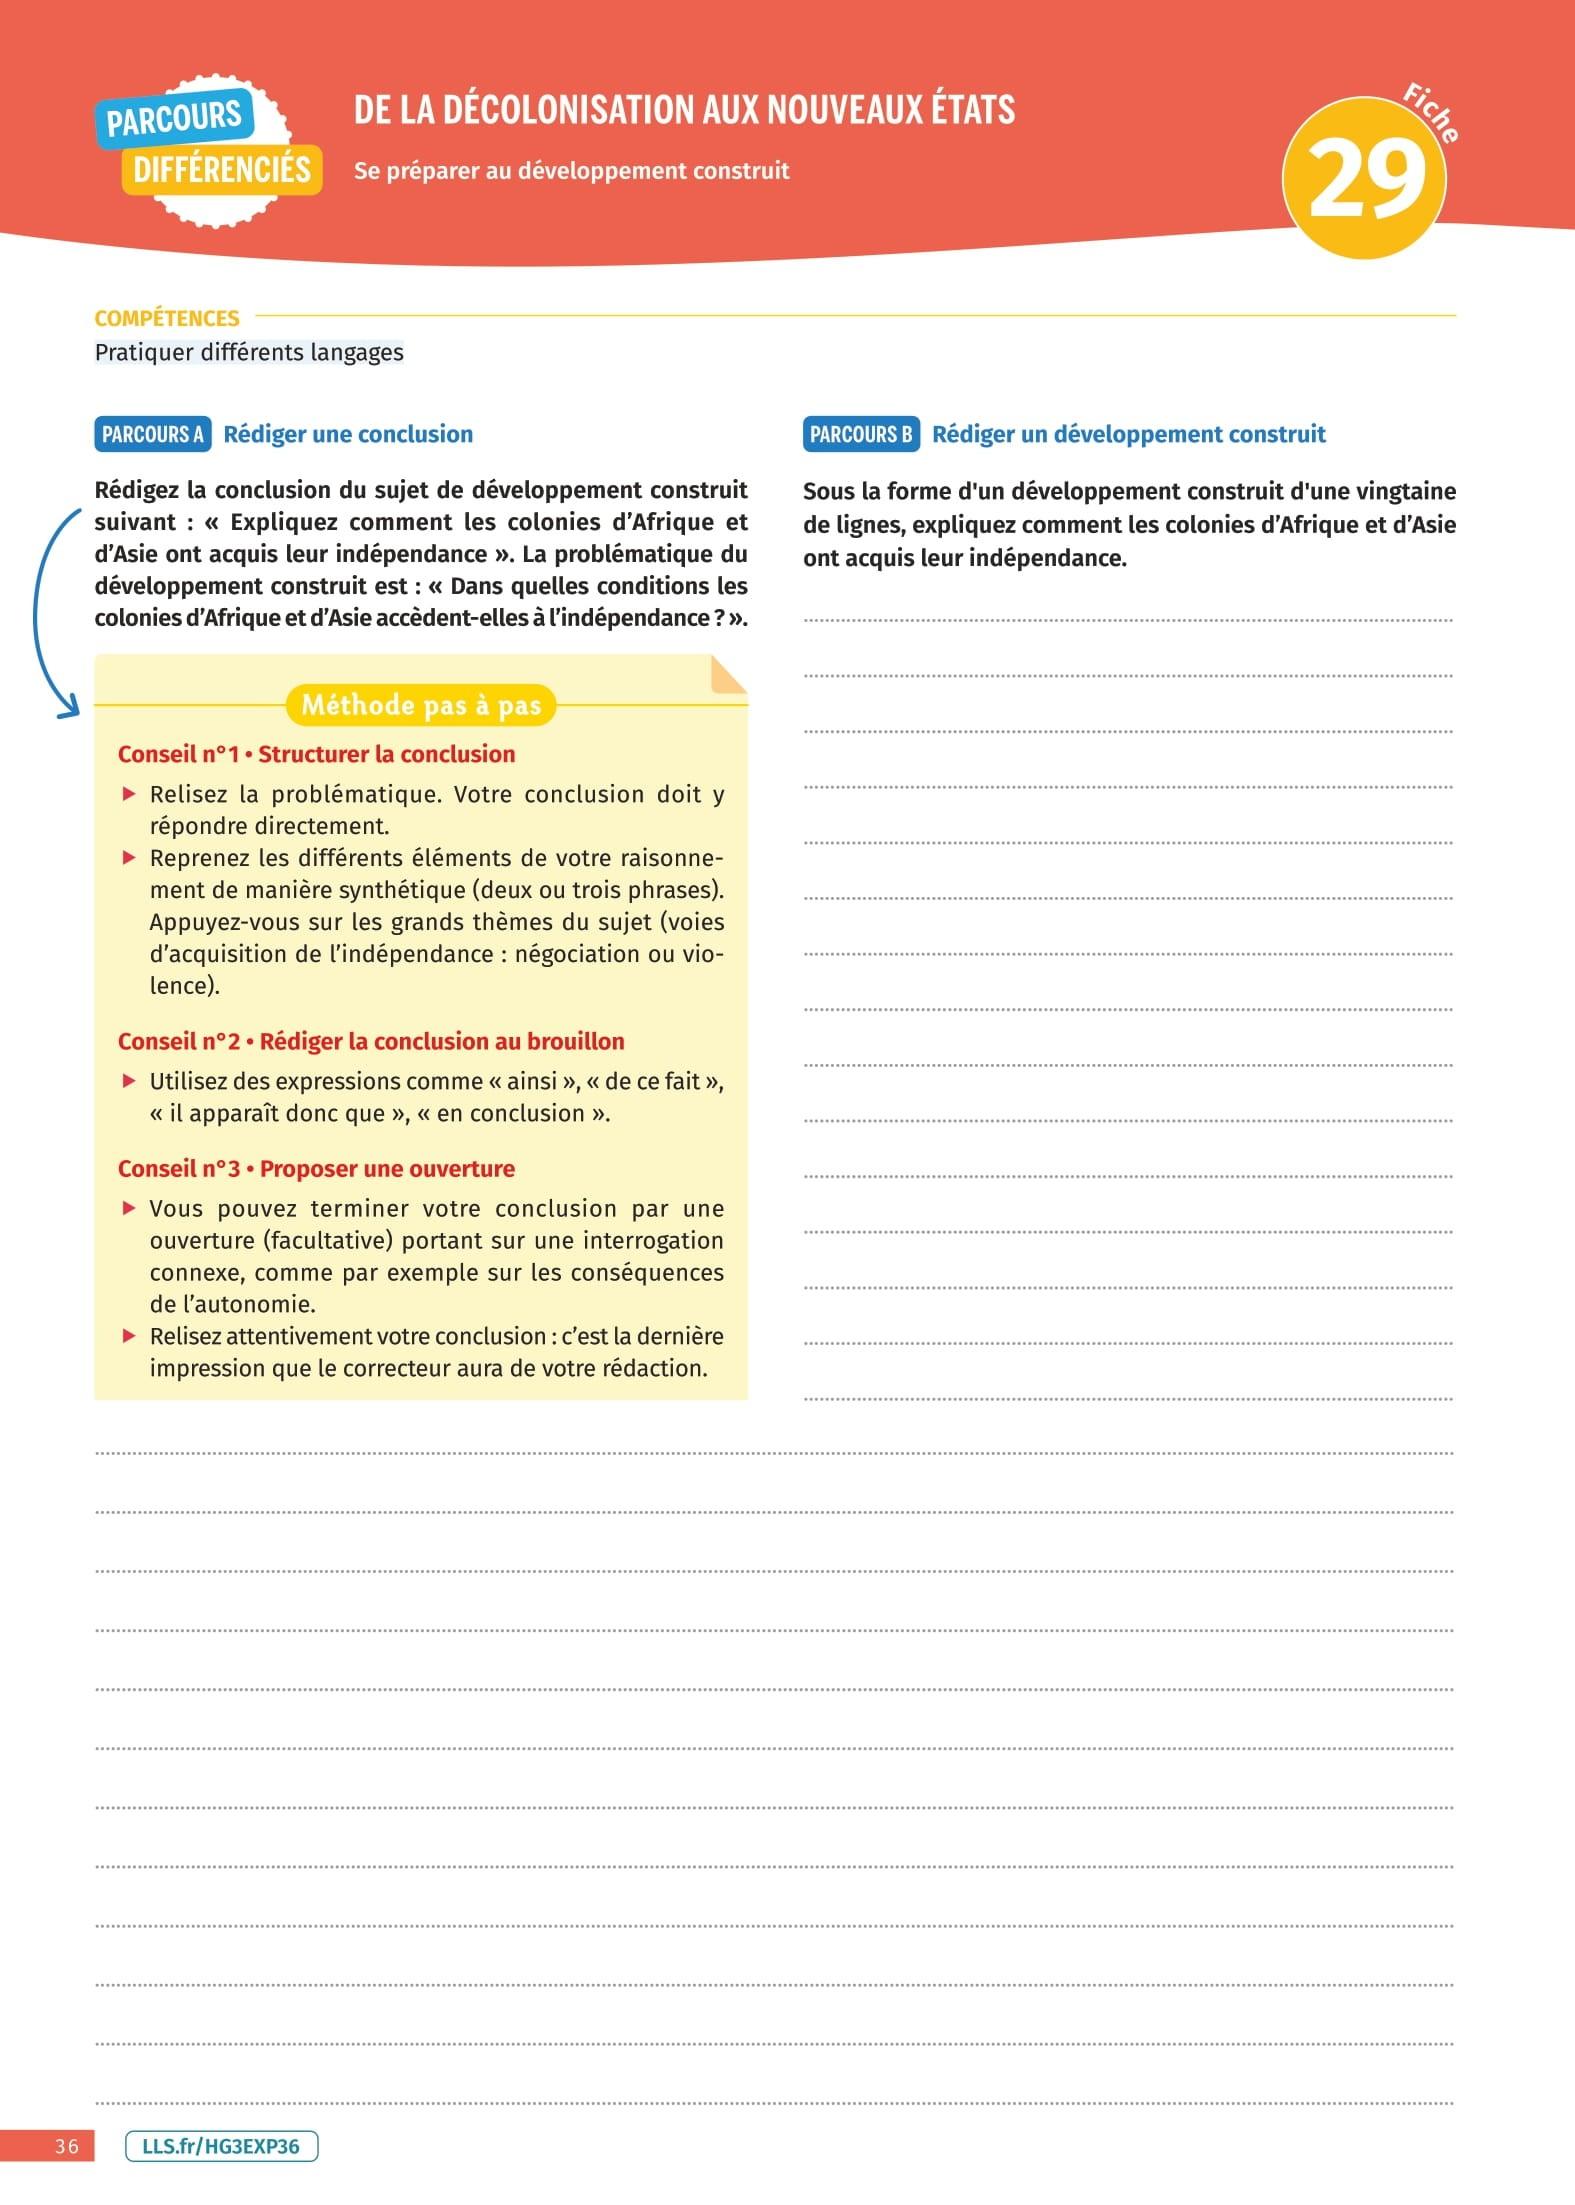 PARCOURS
DIFFÉRENCIÉS
DE LA DÉCOLONISATION AUX NOUVEAUX ÉTATS
Se préparer au développement construit
Fiche
29
COMPÉTENCES
Pratiquer différents langages
PARCOURS A Rédiger une conclusion
Rédigez la conclusion du sujet de développement construit
suivant : « Expliquez comment les colonies d’Afrique et
d’Asie ont acquis leur indépendance ». La problématique du
développement construit est : « Dans quelles conditions les
colonies d’Afrique et d’Asie accèdent-elles à l’indépendance ? ».
Méthode pas à pas
Conseil n°1 • Structurer la conclusion
▶ Relisez la problématique. Votre conclusion doit y
répondre directement.
▶ Reprenez les différents éléments de votre raisonne-
ment de manière synthétique (deux ou trois phrases).
Appuyez-vous sur les grands thèmes du sujet (voies
d’acquisition de l’indépendance : négociation ou vio-
lence).
Conseil n°2 • Rédiger la conclusion au brouillon
▶ Utilisez des expressions comme « ainsi », « de ce fait »,
« il apparaît donc que », « en conclusion ».
Conseil n°3 • Proposer une ouverture
▶ Vous pouvez terminer votre conclusion par une
ouverture (facultative) portant sur une interrogation
connexe, comme par exemple sur les conséquences
de l’autonomie.
▶ Relisez attentivement votre conclusion : c’est la dernière
impression que le correcteur aura de votre rédaction.
PARCOURS B Rédiger un développement construit
Sous la forme d'un développement construit d'une vingtaine
de lignes, expliquez comment les colonies d’Afrique et d’Asie
ont acquis leur indépendance.
36
LLS.fr/HG3EXP36